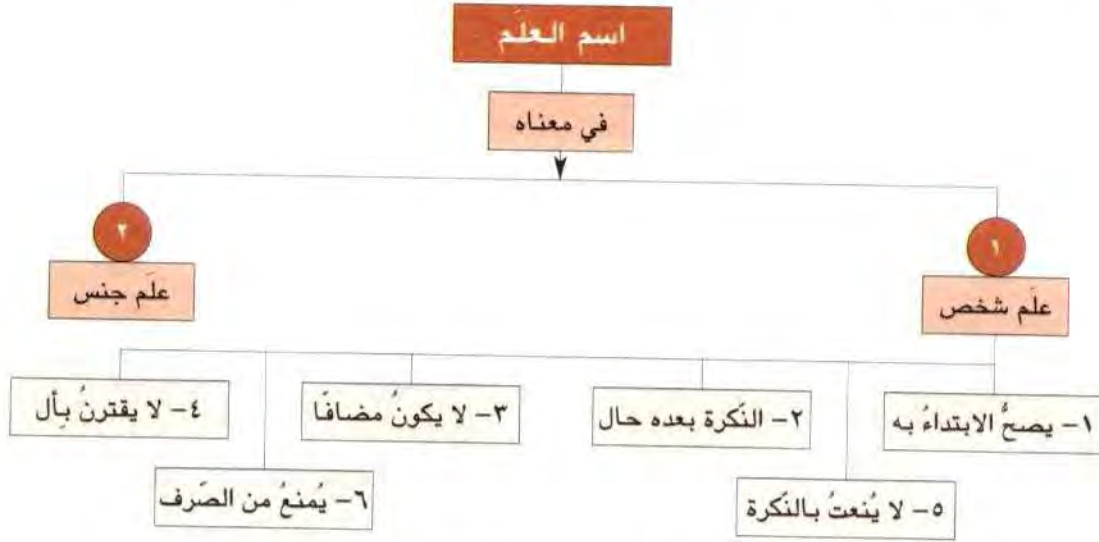 اسم العلَم
في معناه
١
علَم شخص
٢
علَم جنس
١- يصحُّ الابتداءُ به
٢- النّكرة بعده حال
٣- لا يكونُ مضافًا
٤- لا يقترنُ بأل
٥- لا يُنعتُ بالنّكرة
٦- يُمنعُ من الصّرف